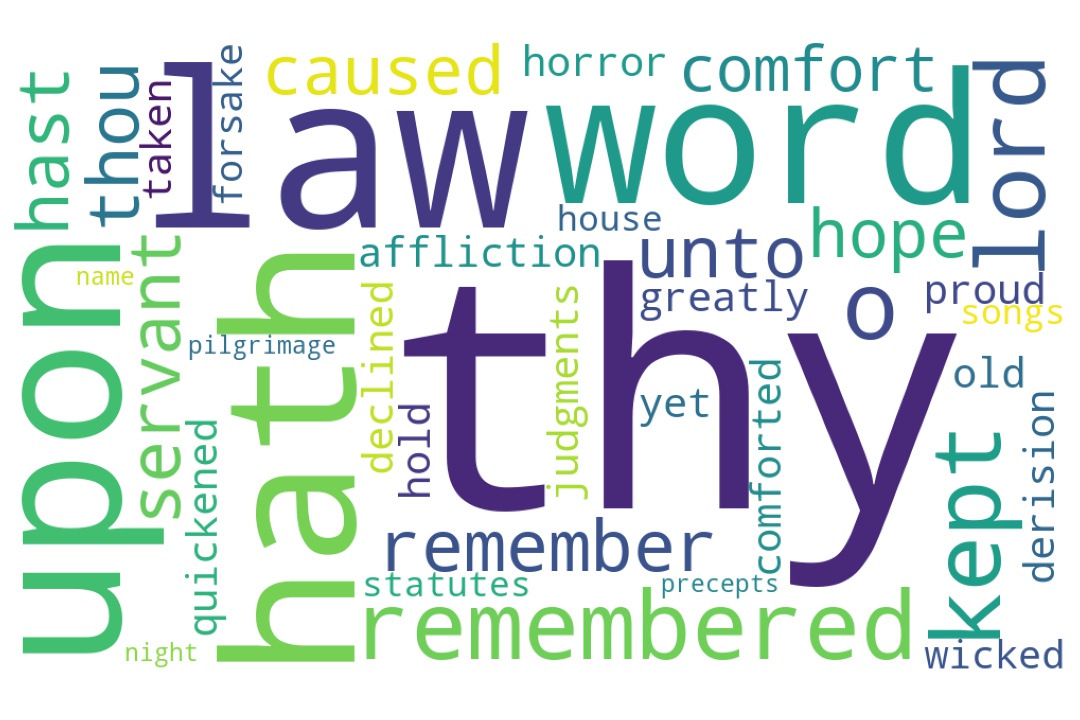 caused
horror
comfort
law
word
hast
thou
taken
forsake
lord
house
hope
upon
hath
servant
affliction
unto
name
greatly
o
proud
songs
pilgrimage
declined
thy
judgments
hold
yet
comforted
old
quickened
kept
derision
remember
statutes
precepts
remembered
night
wicked